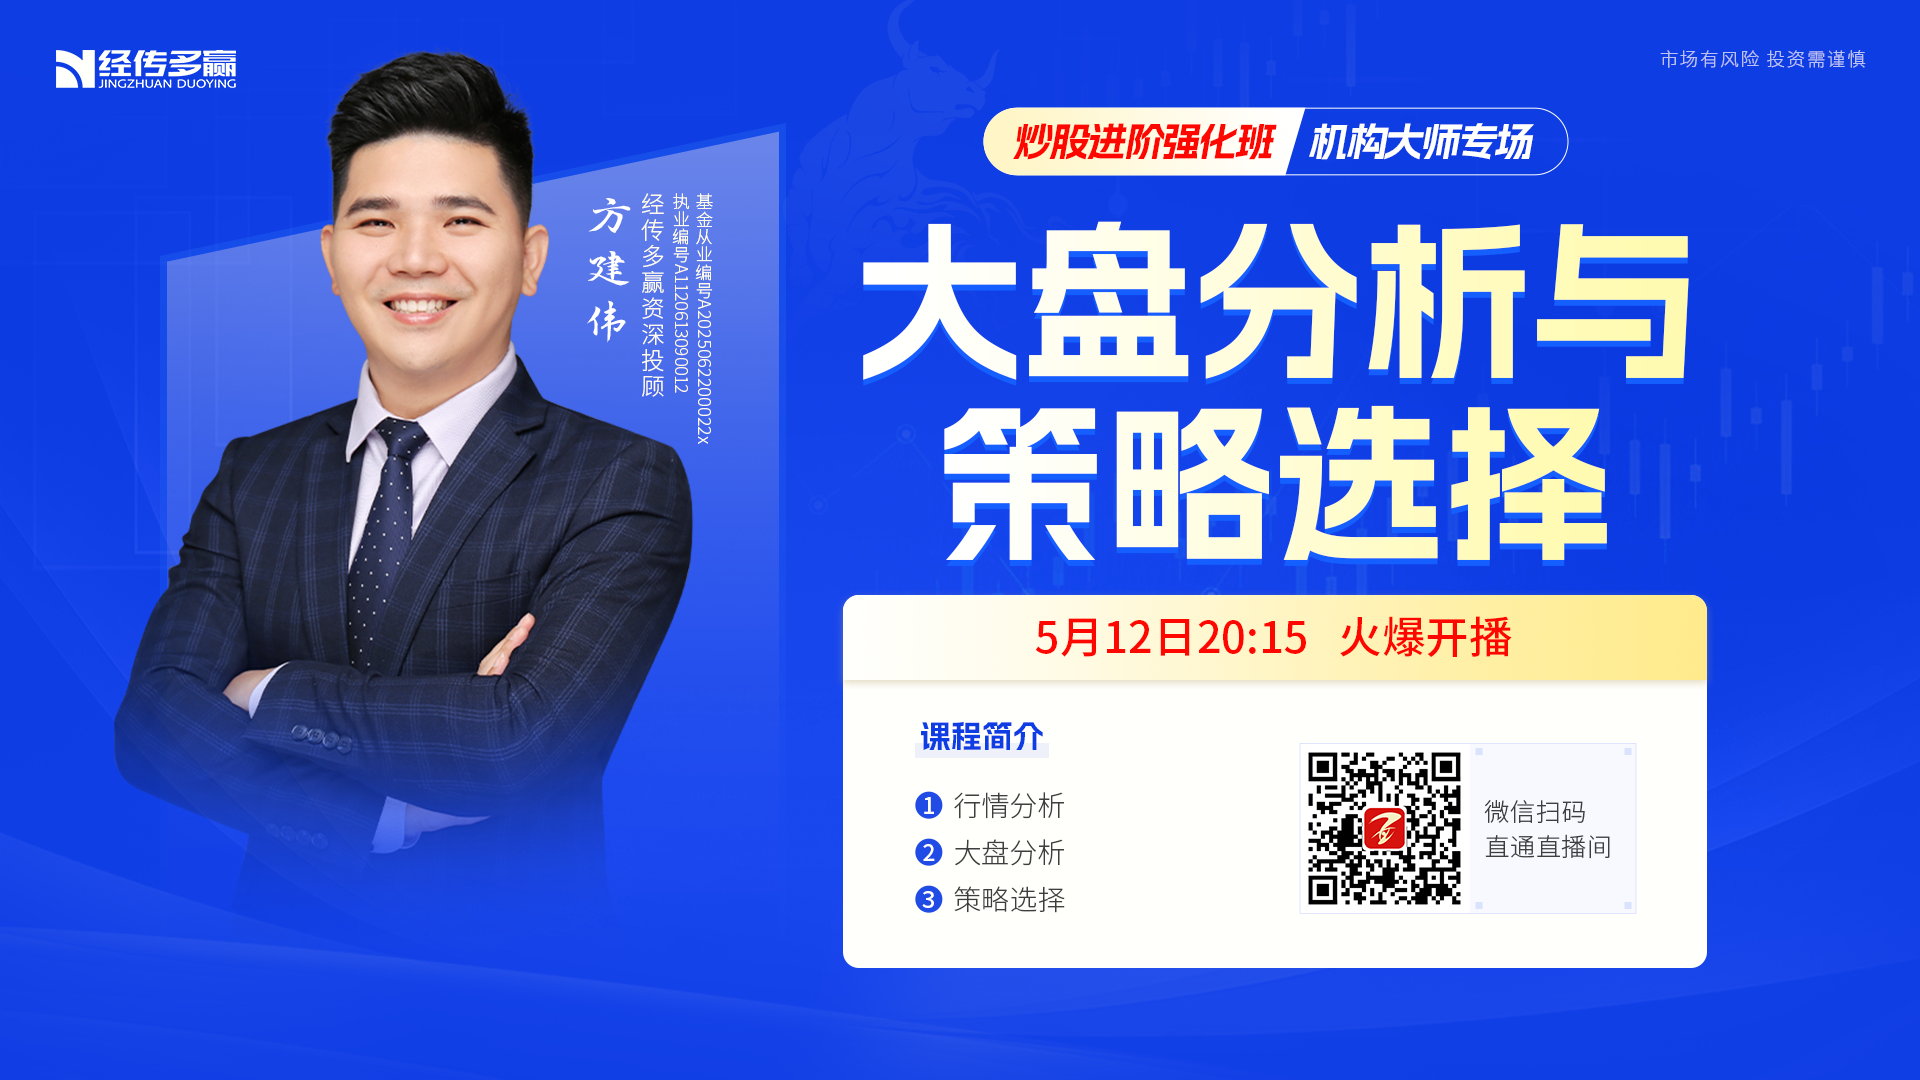 经传多赢
JINGZHUAN DUOYING
市场有风险 投资需谨慎
炒股进阶强化班 机构大师专场
方建伟
经传多赢资深投顾
执业编号A1120613090012
基金从业编号A2025062200022x
大盘分析与
策略选择
5月12日20:15 火爆开播
课程简介
1 行情分析
2 大盘分析
3 策略选择
微信扫码
直通直播间